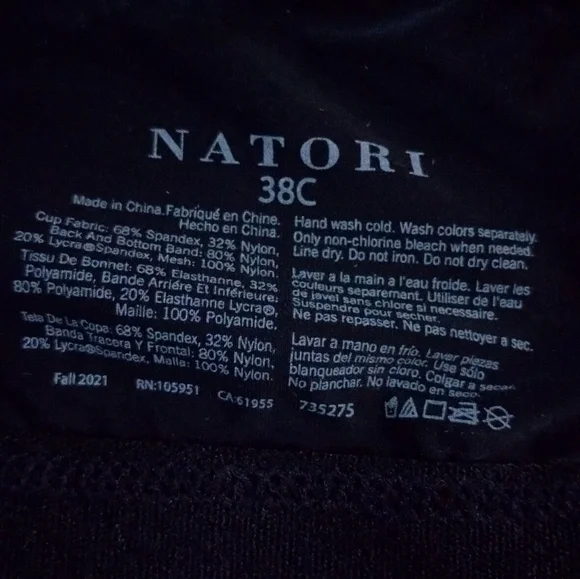 NATORI
38C
Made in China.Fabriqué en Chine.
Hecho en China.
Cup Fabric: 68% Spandex, 32% Nylon,
Back And Bottom Band: 80% Nylon,
20% Lycra®Spandex, Mesh: 100% Nylon.
Tissu De Bonnet: 68% Elasthanne, 32%
Polyamide, Bande Arriére Et Inférieure:
80% Polyamide, 20% Elasthanne Lycra®,
Maille: 100% Polyamide.
Tela De La Copa: 68% Spandex, 32% Nylon,
Banda Tracera Y Frontal: 80% Nylon,
20% Lycra®Spandex, Malla: 100% Nylon.
Fall 2021 RN:105951 CA:61955
Hand wash cold. Wash colors separately.
Only non-chlorine bleach when needed.
Line dry. Do not iron. Do not dry clean.
Laver a la main a l'eau froide. Laver les
couleurs separement. Utiliser de l'eau
de javel sans chlore si necessaire.
Suspendre pour secher.
Ne pas repasser. Ne pas nettoyer a sec.
Lavar a mano en frio. Lavar piezas
juntas del mismo color. Use sólo
blanqueador sin cloro. Colgar a secar.
No planchar. No lavado en seco.
735275